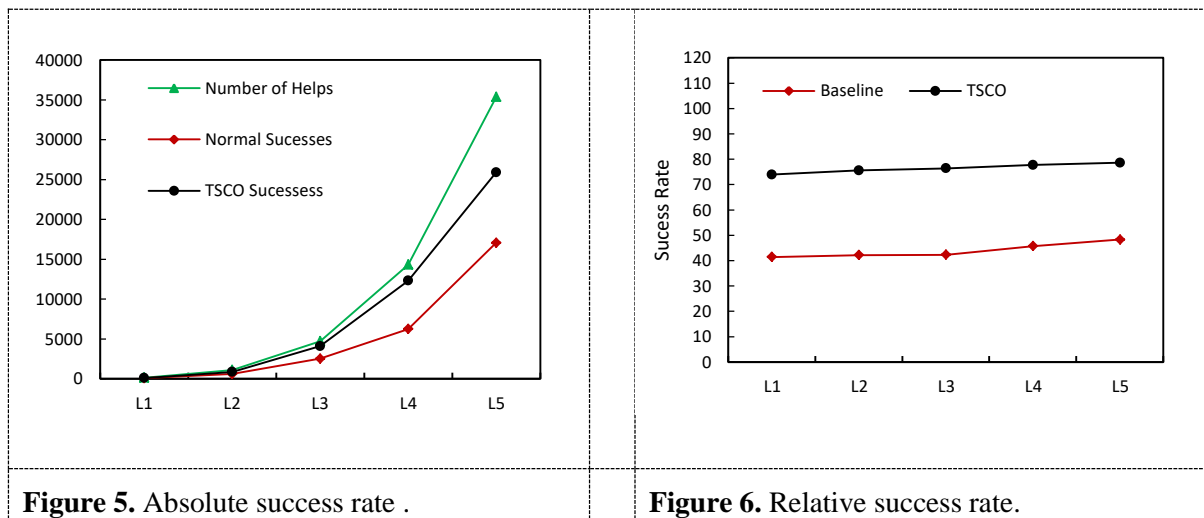 40000
35000
30000
25000
20000
15000
10000
5000
0
Number of Helps
Normal Sucesses
TSCO Sucessess
L1 L2 L3 L4 L5
Figure 5. Absolute success rate .
Sucess Rate
120
110
100
90
80
70
60
50
40
30
20
10
0
Baseline TSCO
L1 L2 L3 L4 L5
Figure 6. Relative success rate.